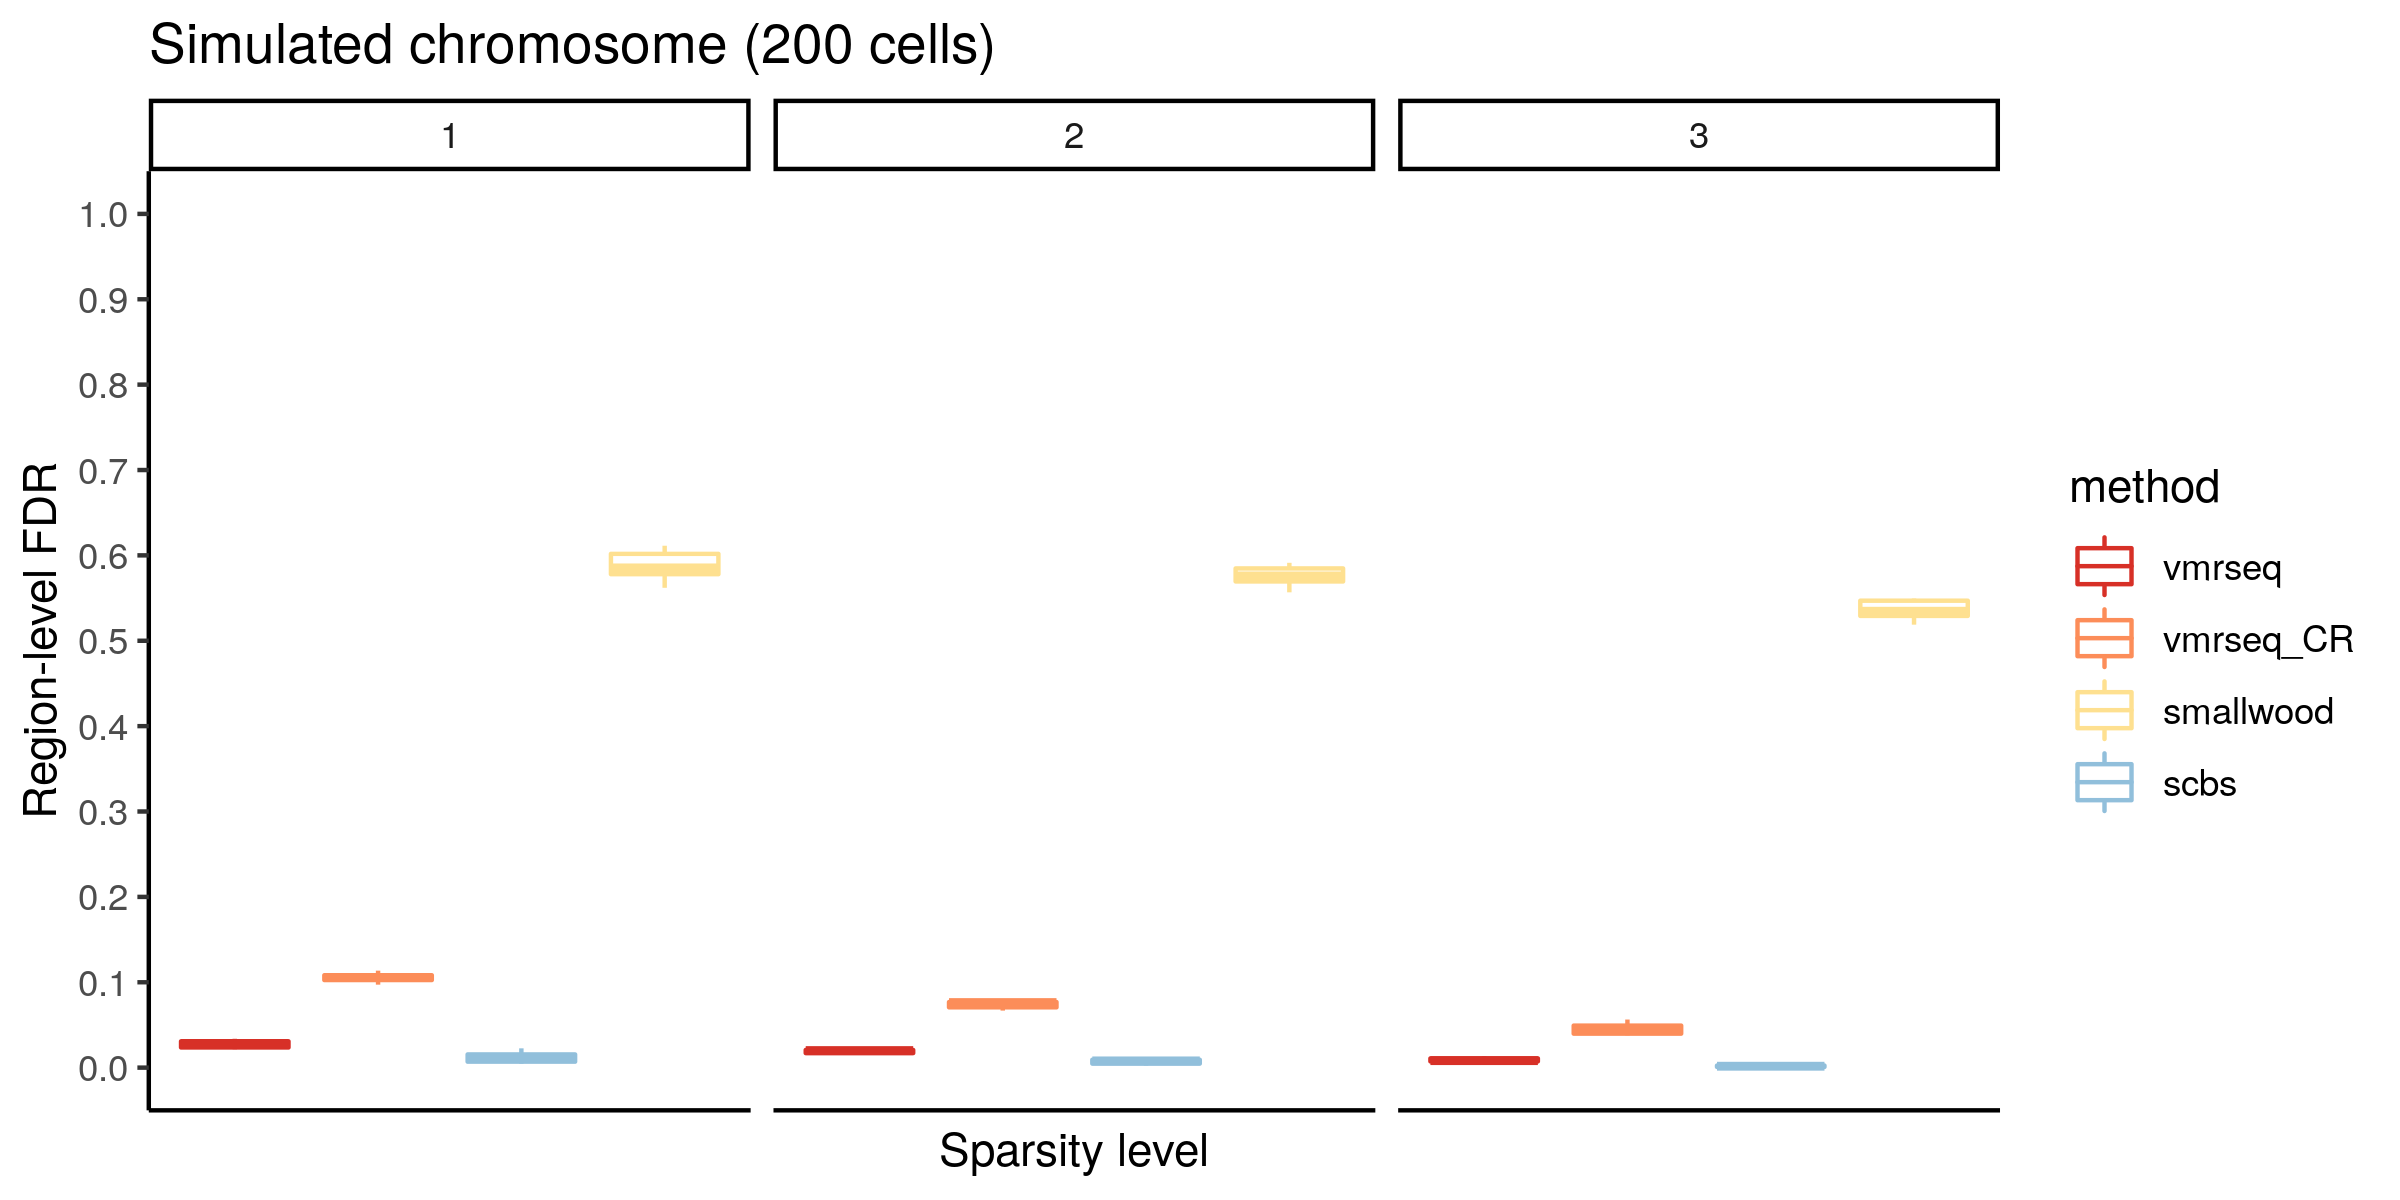 Simulated chromosome (200 cells)
1
2
3
1.0
0.9
0.8
0.7
0.6
0.5
0.4
0.3
0.2
0.1
0.0
Region-level FDR
Sparsity level
method
vmrseq
vmrseq_CR
smallwood
scbs